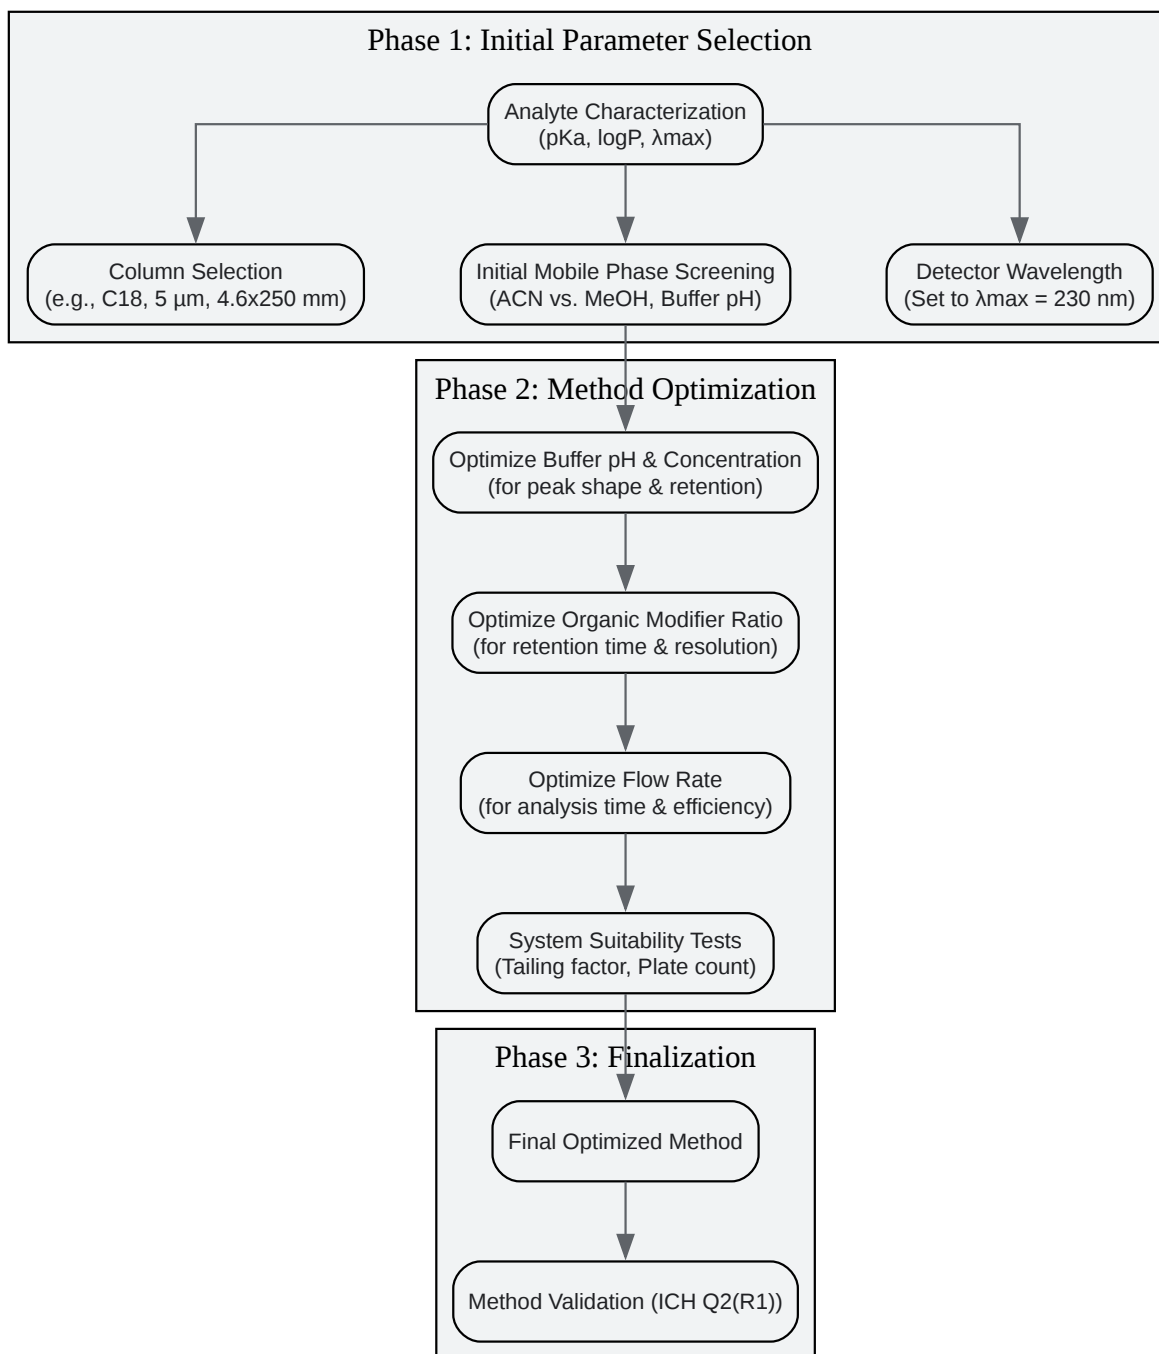 Phase 1: Initial Parameter Selection
Analyte Characterization
(pKa, logP, λmax)
Column Selection
(e.g., C18, 5 µm, 4.6x250 mm)
Initial Mobile Phase Screening
(ACN vs. MeOH, Buffer pH)
Detector Wavelength
(Set to λmax = 230 nm)
Phase 2: Method Optimization
Optimize Buffer pH & Concentration
(for peak shape & retention)
Optimize Organic Modifier Ratio
(for retention time & resolution)
Optimize Flow Rate
(for analysis time & efficiency)
System Suitability Tests
(Tailing factor, Plate count)
Phase 3: Finalization
Final Optimized Method
Method Validation (ICH Q2(R1))